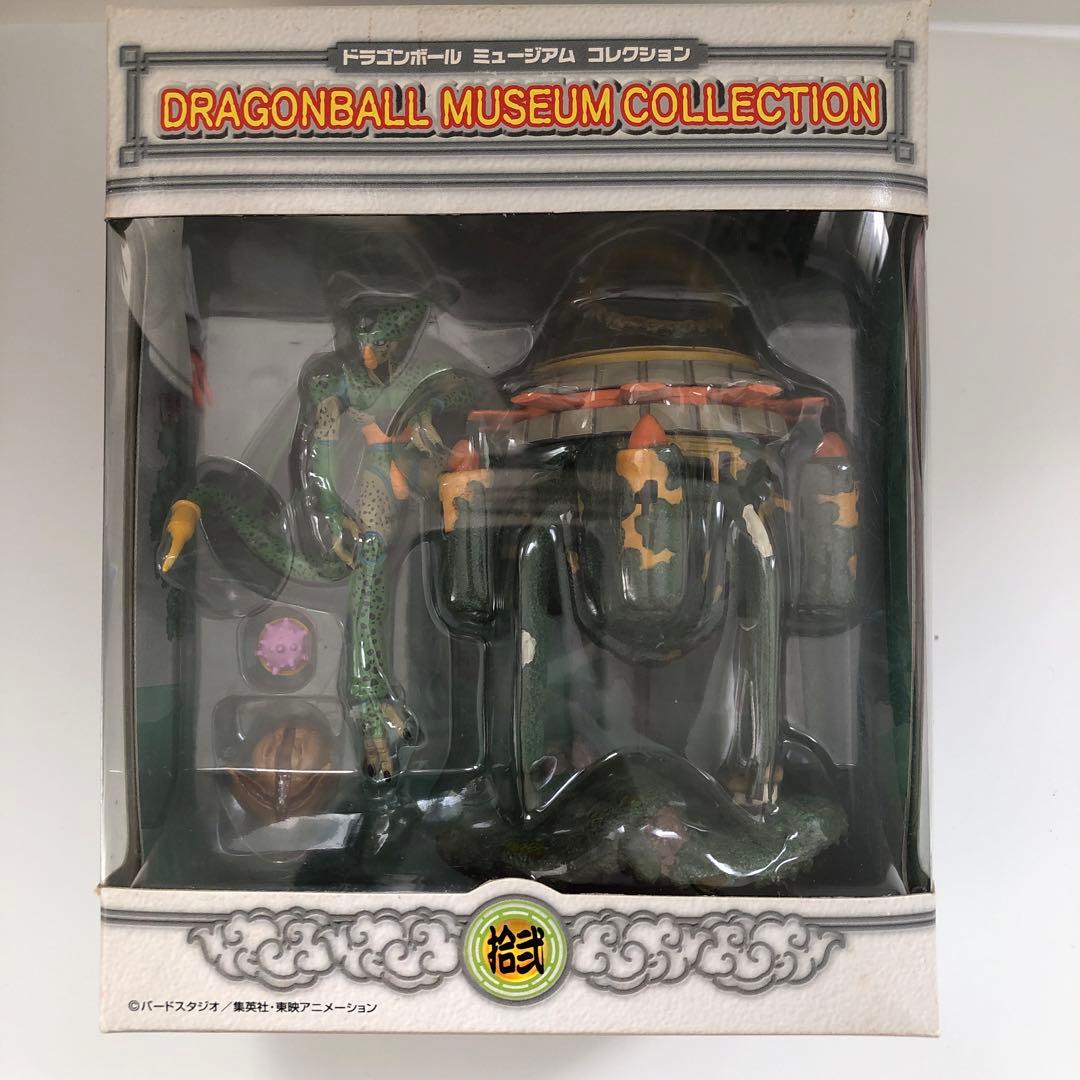 ドラゴンボール ミュージアム コレクション
DRAGONBALL MUSEUM COLLECTION
拾弐
©バードスタジオ／集英社・東映アニメーション